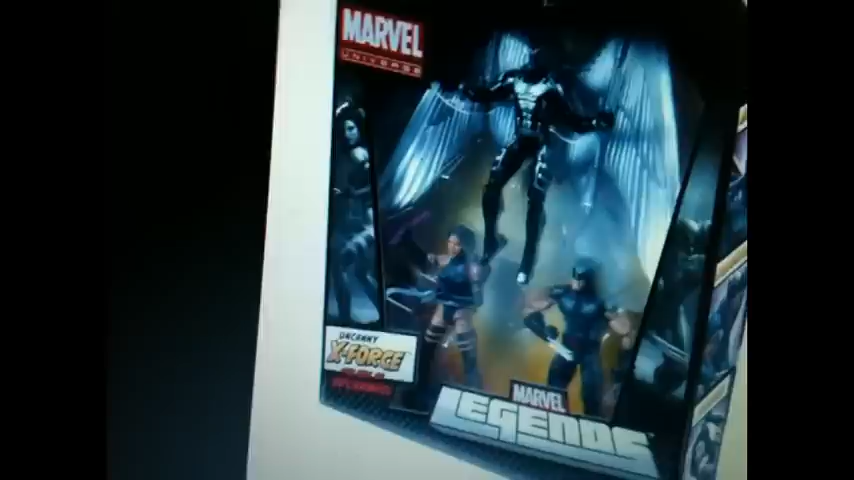 MARVEL
UNIVERSE
UNCANNY
X-FORCE
MARVEL
LEGENDS